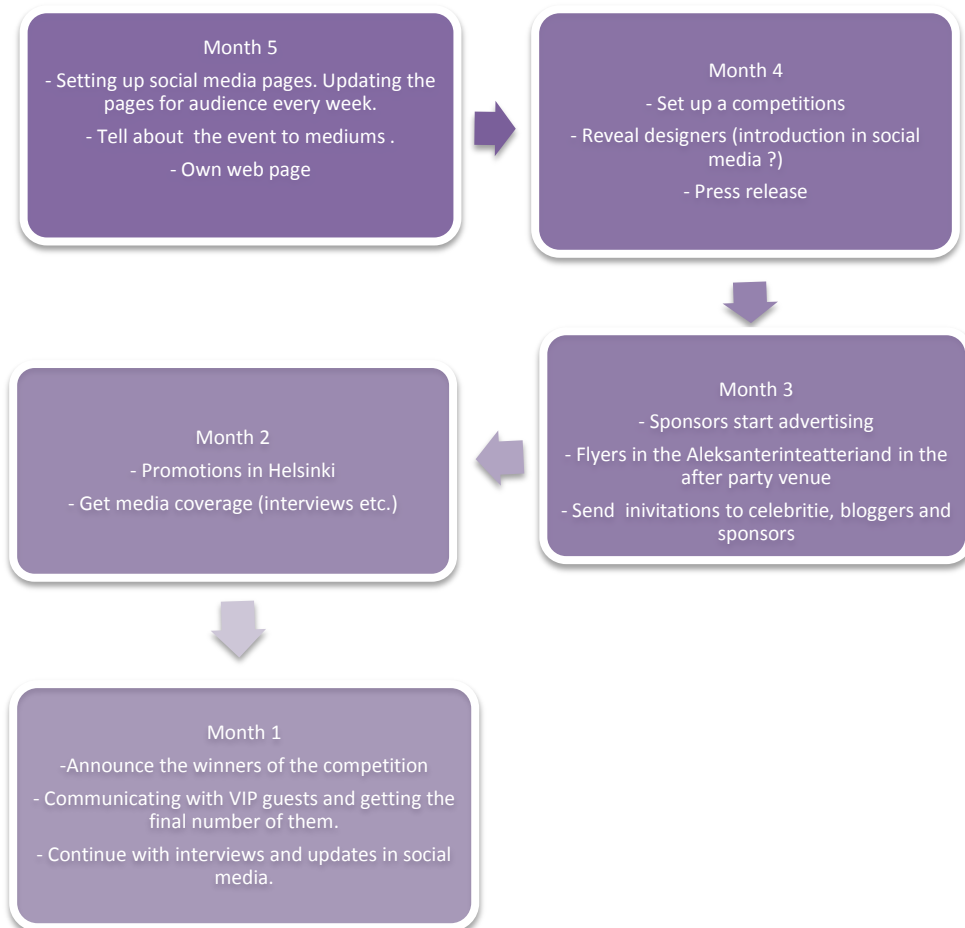 Month 5
- Setting up social media pages. Updating the
pages for audience every week.
- Tell about  the event to mediums .
- Own web page
Month 4
- Set up a competitions
- Reveal designers (introduction in social
media ?)
- Press release
Month 3
- Sponsors start advertising
- Flyers in the Aleksanterinteatteriand in the
after party venue
- Send  inivitations to celebritie, bloggers and
sponsors
Month 2
- Promotions in Helsinki
- Get media coverage (interviews etc.)
Month 1
-Announce the winners of the competition
- Communicating with VIP guests and getting the
final number of them.
- Continue with interviews and updates in social
media.